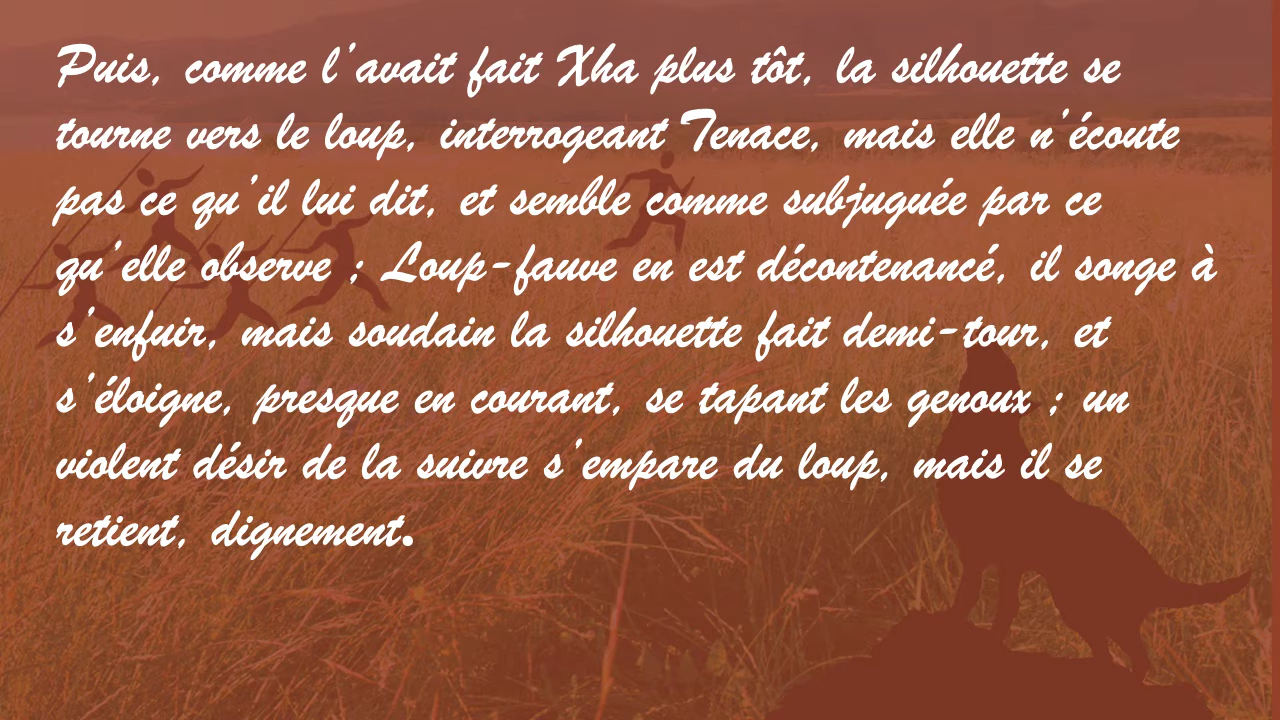 Puis, comme l’avait fait Xha plus tôt, la silhouette se
tourne vers le loup, interrogeant Tenace, mais elle n’écoute
pas ce qu’il lui dit, et semble comme subjuguée par ce
qu’elle observe ; Loup-fauve en est décontenancé, il songe à
s’enfuir, mais soudain la silhouette fait demi-tour, et
s’éloigne, presque en courant, se tapant les genoux ; un
violent désir de la suivre s’empare du loup, mais il se
retient, dignement.